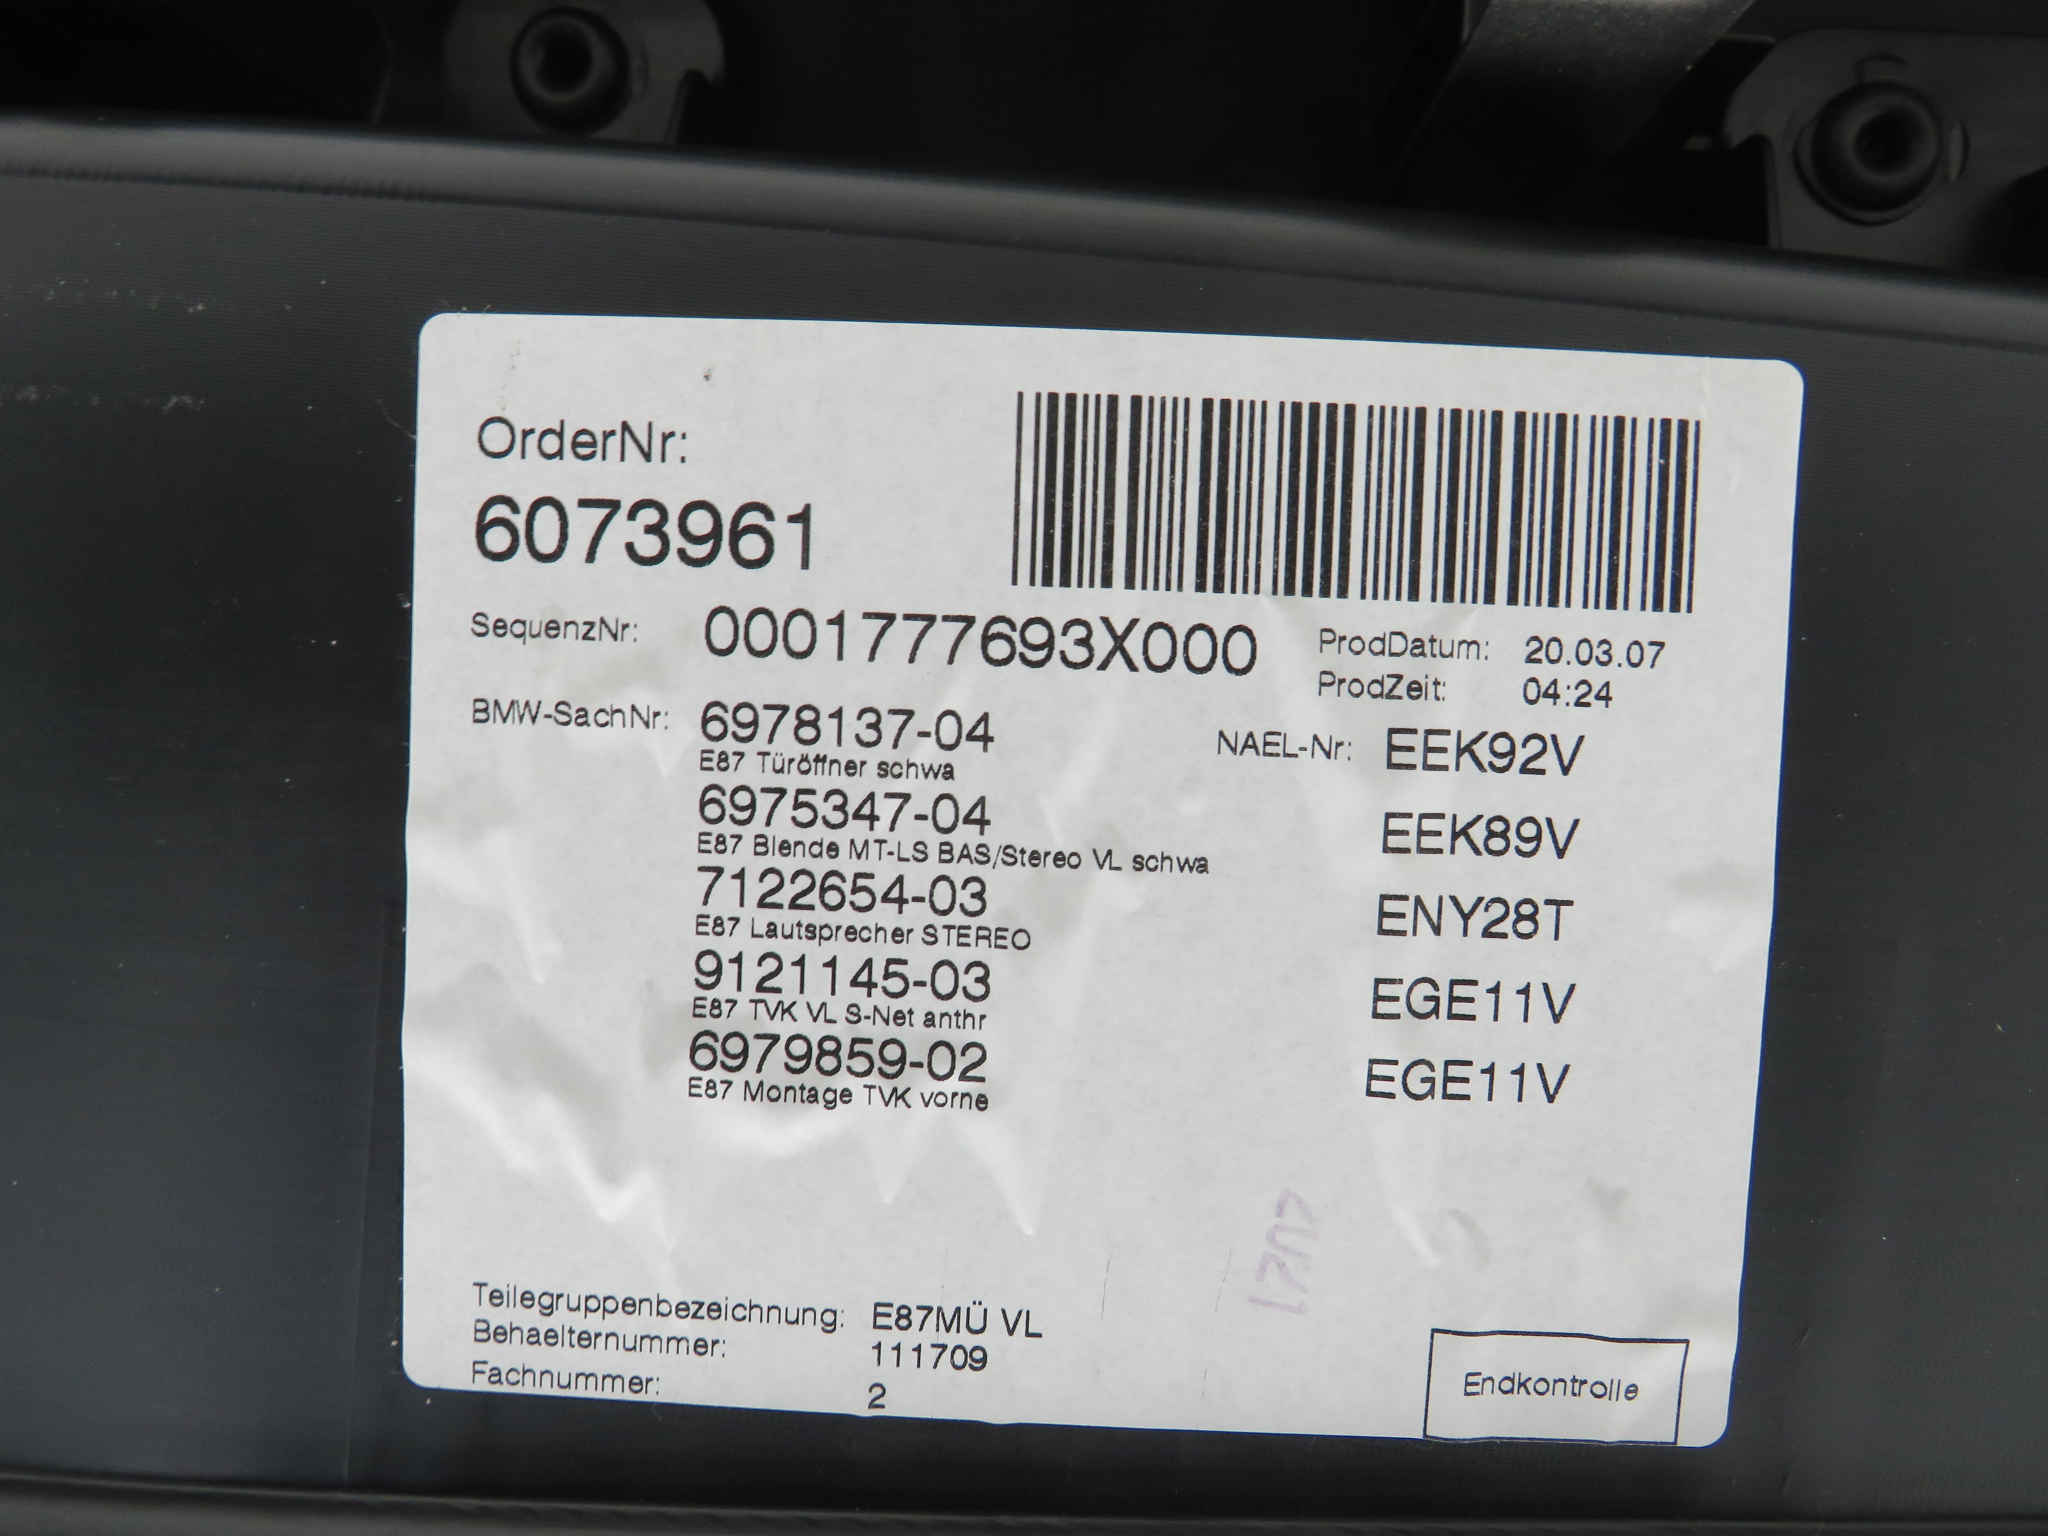 OrderNr:
6073961
SequenzNr: 0001777693X000
ProdDatum: 20.03.07
ProdZeit: 04:24
BMW-SachNr: 6978137-04 NAEL-Nr: EEK92V
E87 Türöffner schwa
6975347-04 EEK89V
E87 Blende MT-LS BAS/Stereo VL schwa
7122654-03 ENY28T
E87 Lautsprecher STEREO
9121145-03 EGE11V
E87 TVK VL S-Net anthr
6979859-02 EGE11V
E87 Montage TVK vorne
Teilegruppenbezeichnung: E87MÜ VL
Behaelternummer: 111709
Fachnummer: 2
Endkontrolle